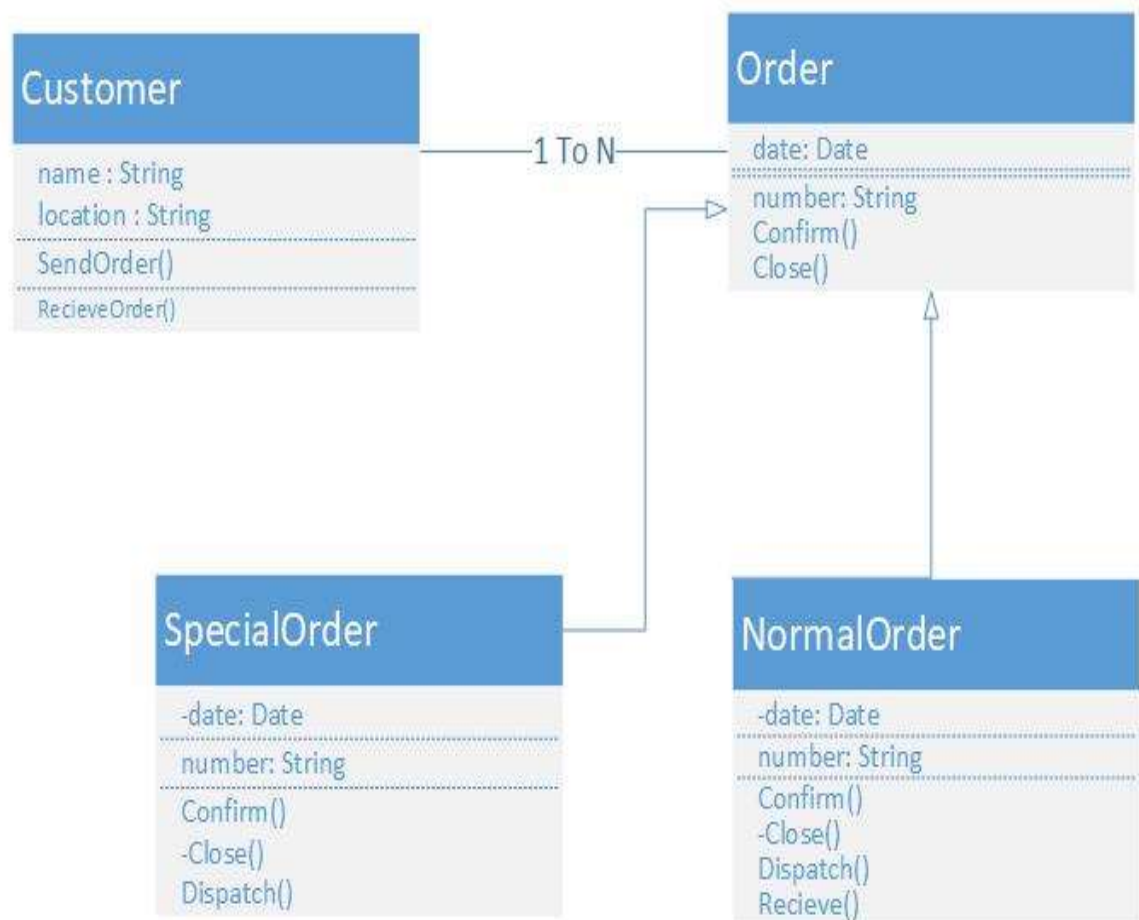 Customer
name : String
location : String
SendOrder()
RecieveOrder()
1 To N
Order
date: Date
number: String
Confirm()
Close()
SpecialOrder
-date: Date
number: String
Confirm()
-Close()
Dispatch()
NormalOrder
-date: Date
number: String
Confirm()
-Close()
Dispatch()
Recieve()